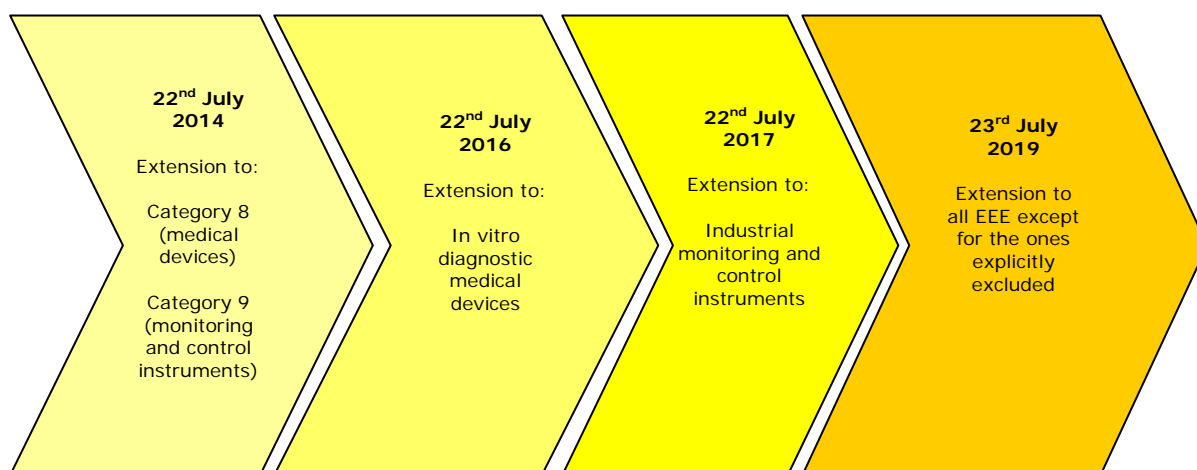 22nd July
2014
Extension to:
Category 8
(medical
devices)
Category 9
(monitoring
and control
instruments)
22nd July
2016
Extension to:
In vitro
diagnostic
medical
devices
22nd July
2017
Extension to:
Industrial
monitoring and
control
instruments
23rd July
2019
Extension to
all EEE except
for the ones
explicitly
excluded